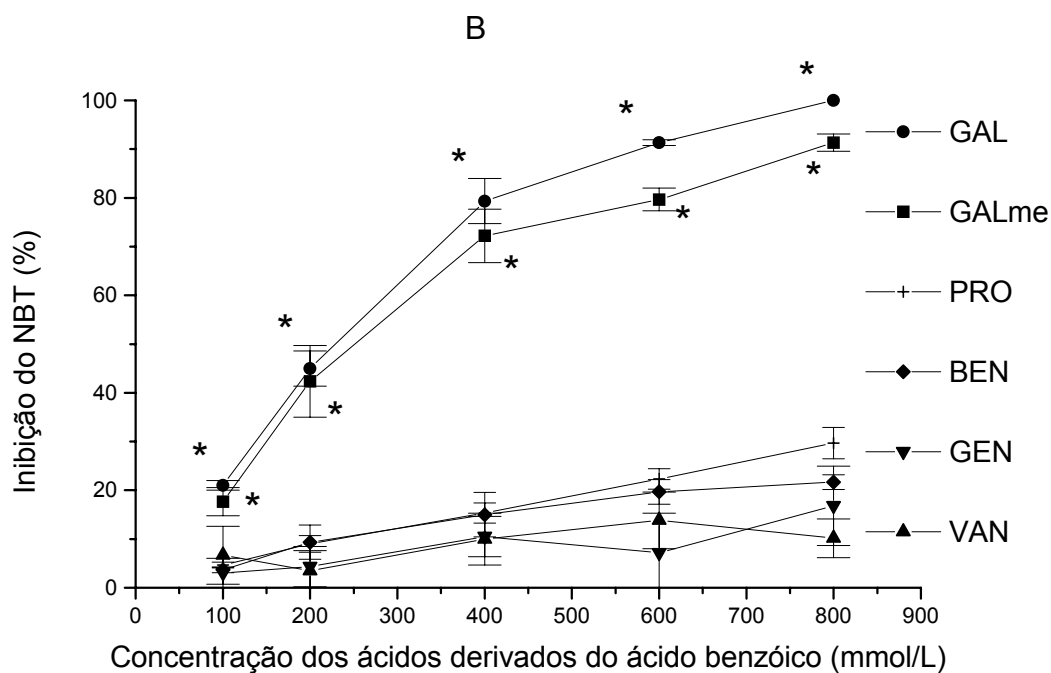 B
Inibição do NBT (%)
100
80
60
40
20
0
0 100 200 300 400 500 600 700 800 900
Concentração dos ácidos derivados do ácido benzóico (mmol/L)
* * * * *
* * * * *
GAL
GALme
PRO
BEN
GEN
VAN